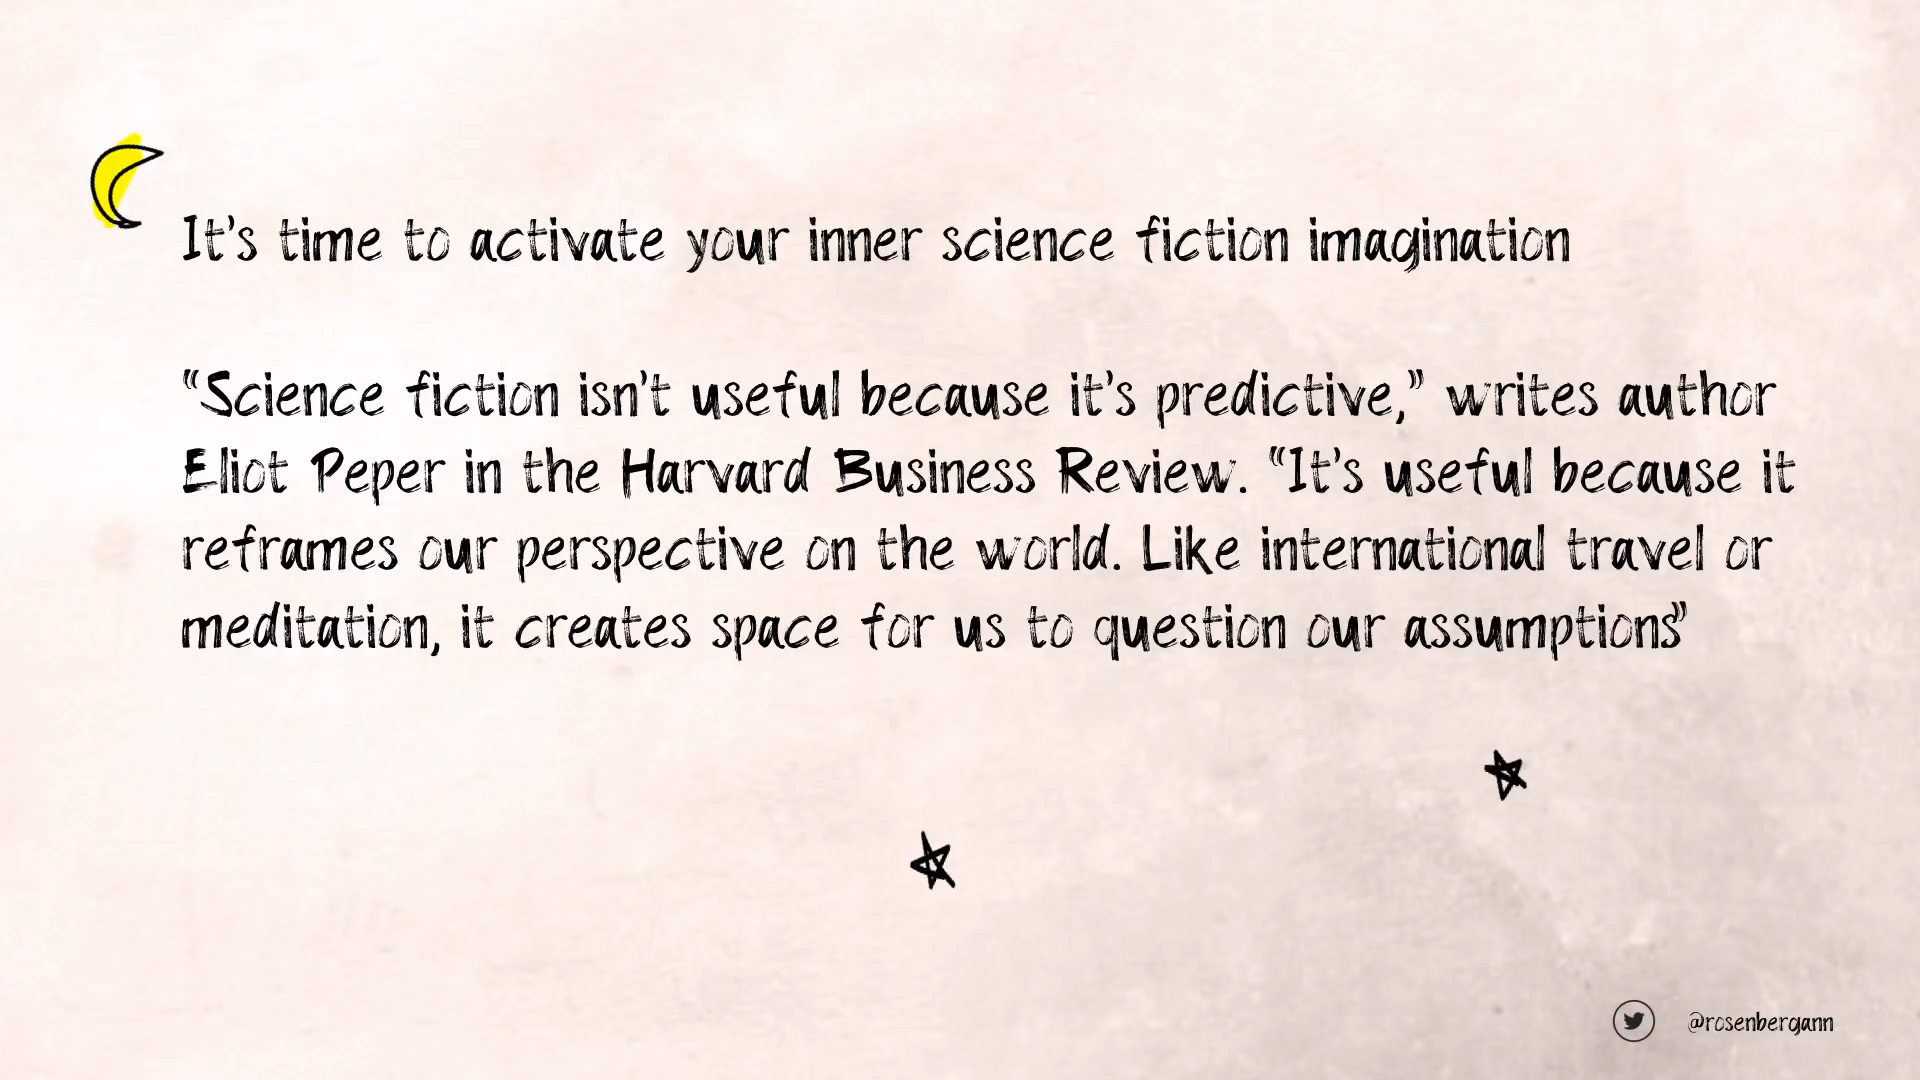 It's time to activate your inner science fiction imagination
“Science fiction isn't useful because it's predictive,” writes author
Eliot Peper in the Harvard Business Review. “It's useful because it
reframes our perspective on the world. Like international travel or
meditation, it creates space for us to question our assumptions”
@rosenbergann